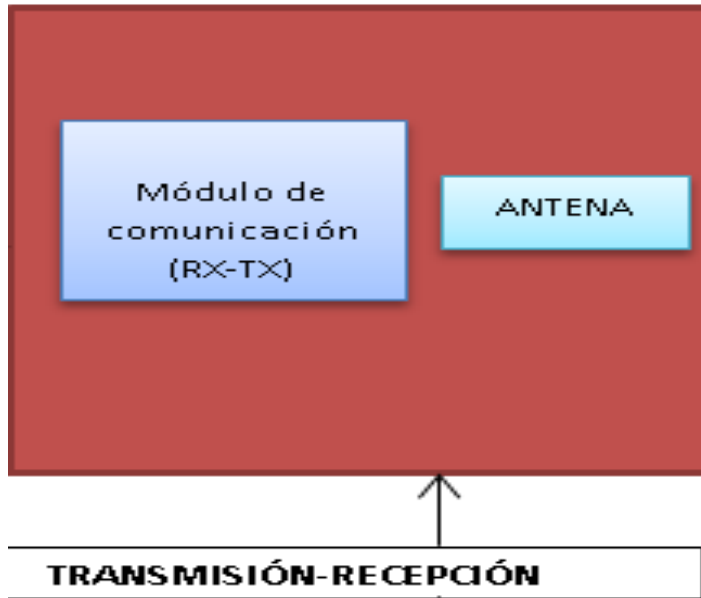 Módulo de
comunicación
(RX-TX)
ANTENA
TRANSMISIÓN-RECEPCIÓN